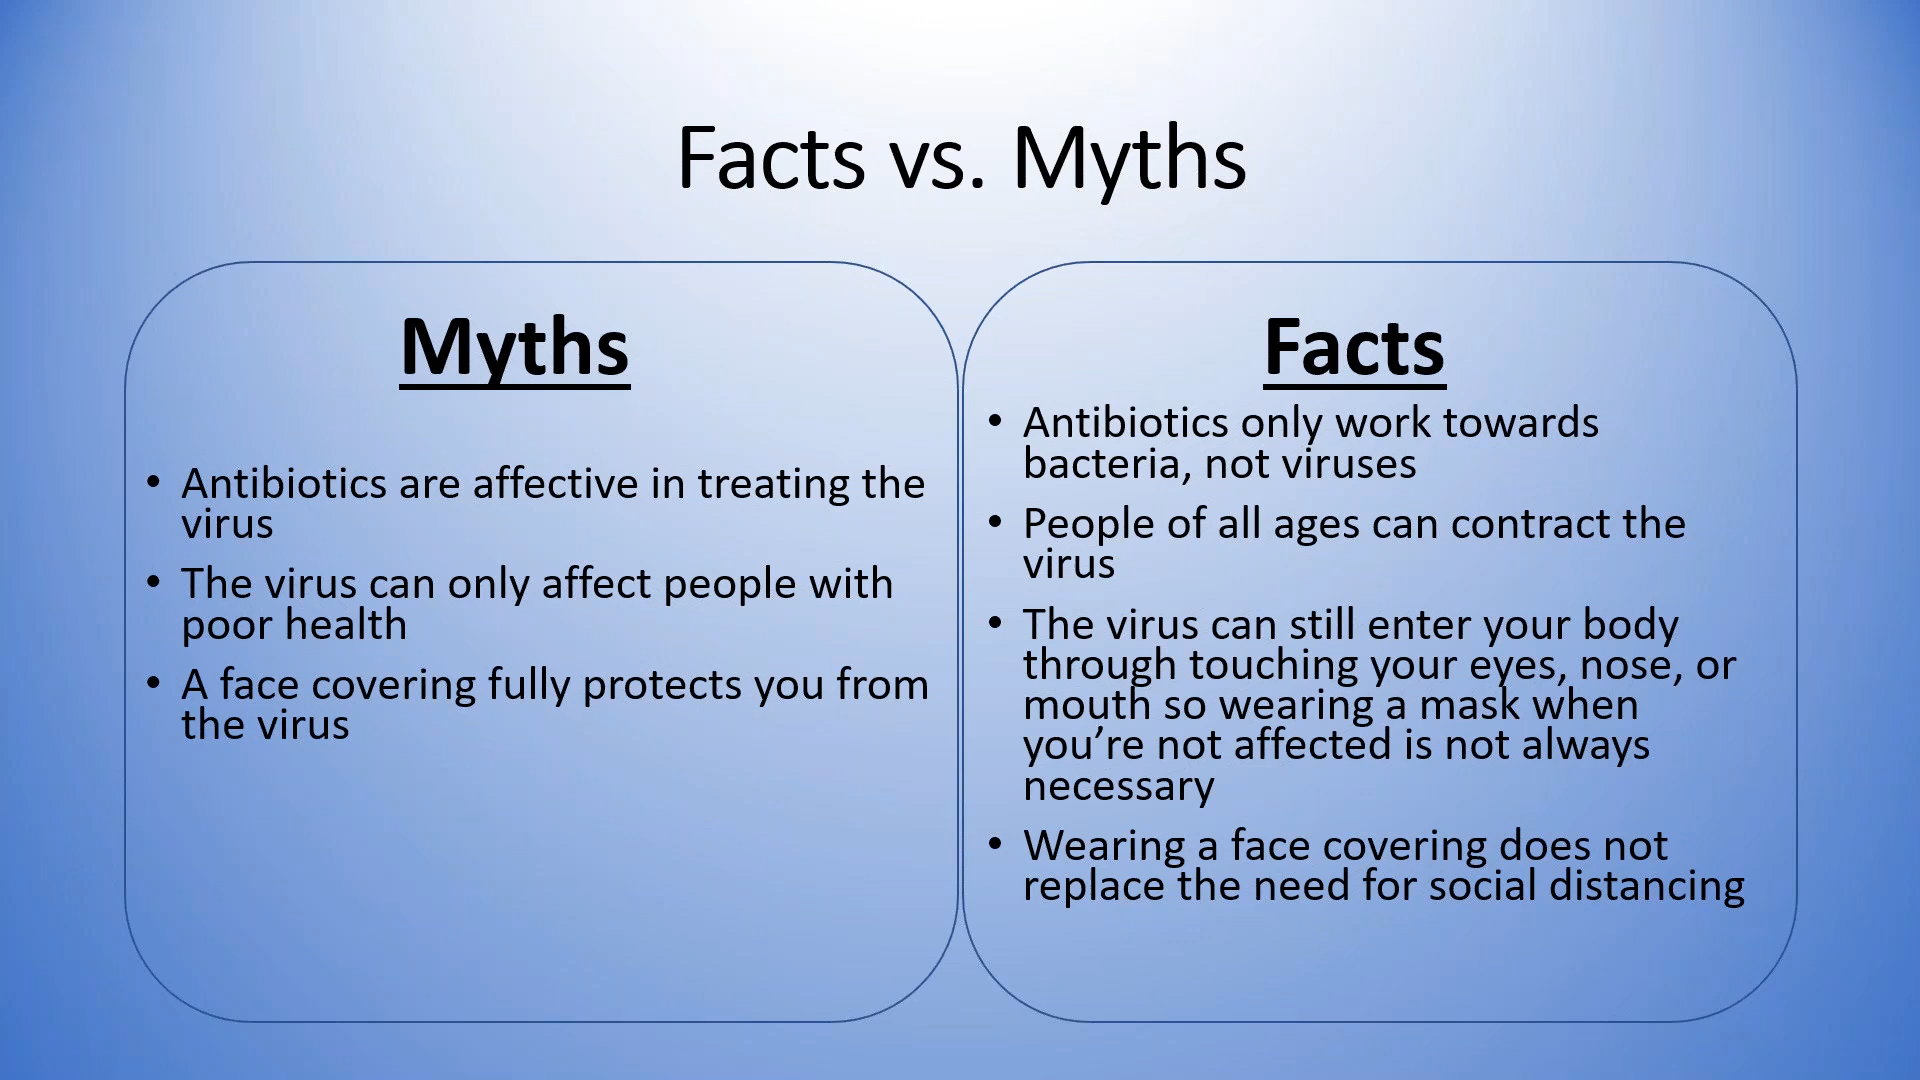 Facts vs. Myths
Myths
• Antibiotics are affective in treating the
virus
• The virus can only affect people with
poor health
• A face covering fully protects you from
the virus
Facts
• Antibiotics only work towards
bacteria, not viruses
• People of all ages can contract the
virus
• The virus can still enter your body
through touching your eyes, nose, or
mouth so wearing a mask when
you’re not affected is not always
necessary
• Wearing a face covering does not
replace the need for social distancing